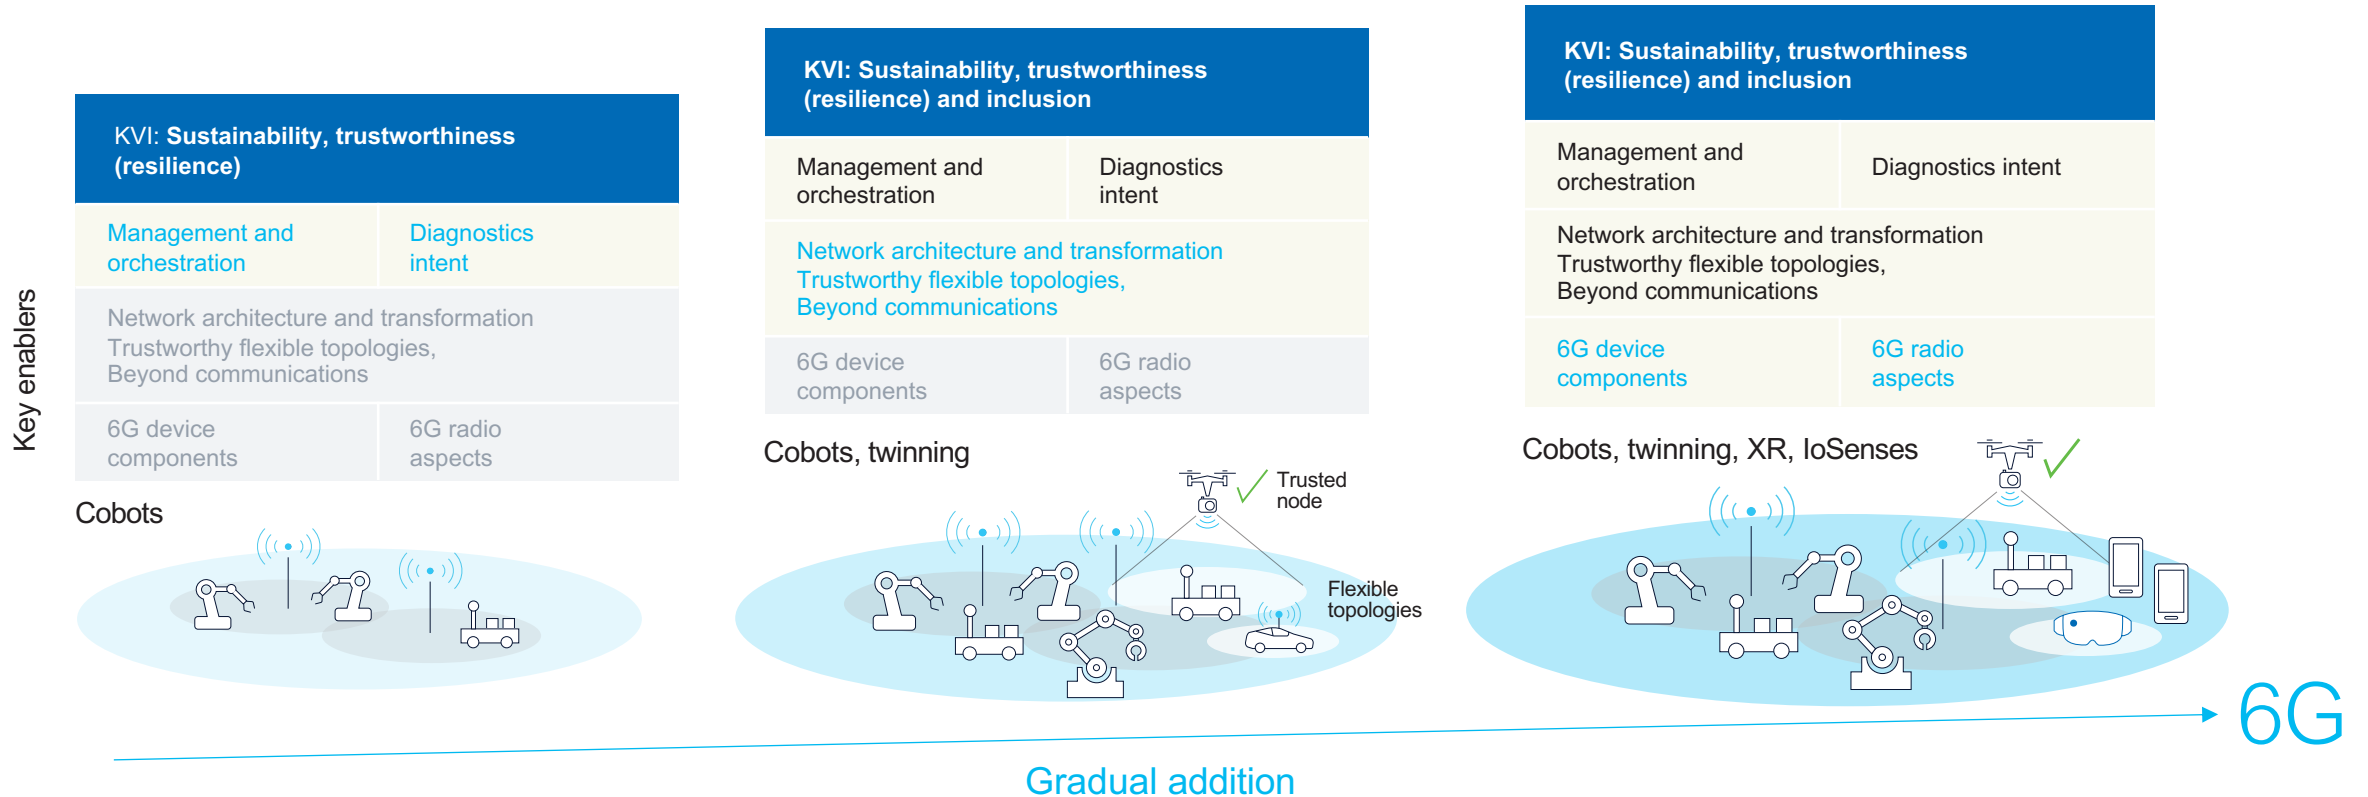 Key enablers
KVI: Sustainability, trustworthiness
(resilience)
Management and
orchestration
Diagnostics
intent
Network architecture and transformation
Trustworthy flexible topologies,
Beyond communications
6G device
components
6G radio
aspects
Cobots
KVI: Sustainability, trustworthiness
(resilience) and inclusion
Management and
orchestration
Diagnostics
intent
Network architecture and transformation
Trustworthy flexible topologies,
Beyond communications
6G device
components
6G radio
aspects
Cobots, twinning
Trusted
node
Flexible
topologies
KVI: Sustainability, trustworthiness
(resilience) and inclusion
Management and
orchestration
Diagnostics intent
Network architecture and transformation
Trustworthy flexible topologies,
Beyond communications
6G device
components
6G radio
aspects
Cobots, twinning, XR, IoSenses
Gradual addition
6G